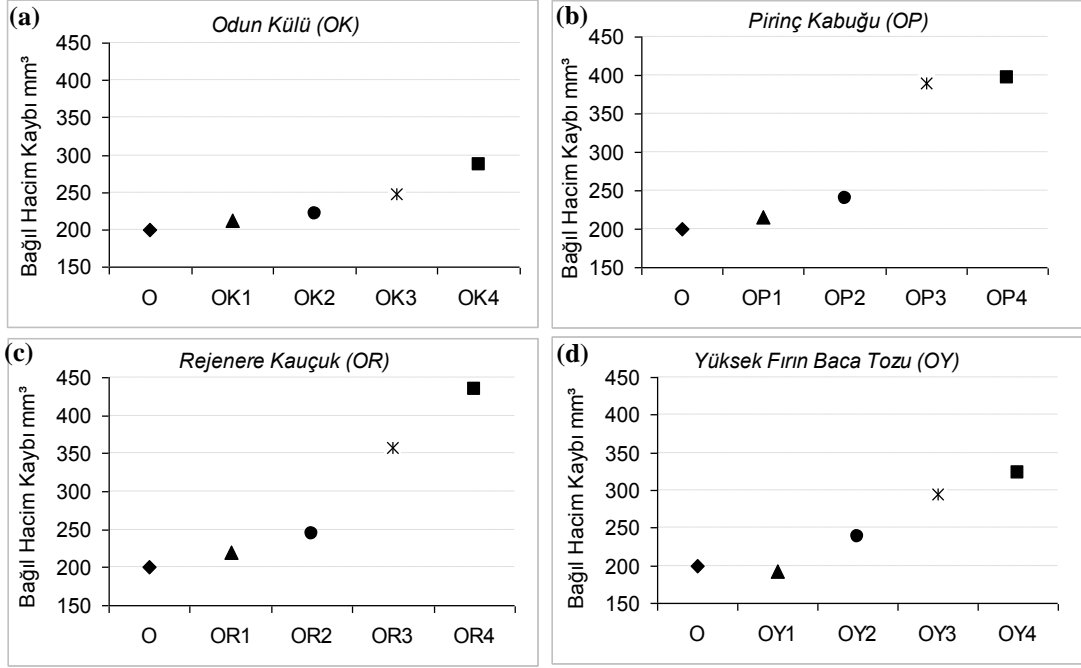 (a)
Odun Külü (OK)
Bağıl Hacim Kaybı mm³
450
400
350
300
250
200
150
O OK1 OK2 OK3 OK4
(b)
Pirinç Kabuğu (OP)
Bağıl Hacim Kaybı mm³
450
400
350
300
250
200
150
O OP1 OP2 OP3 OP4
(c)
Rejenere Kauçuk (OR)
Bağıl Hacim Kaybı mm³
450
400
350
300
250
200
150
O OR1 OR2 OR3 OR4
(d)
Yüksek Fırın Baca Tozu (OY)
Bağıl Hacim Kaybı mm³
450
400
350
300
250
200
150
O OY1 OY2 OY3 OY4